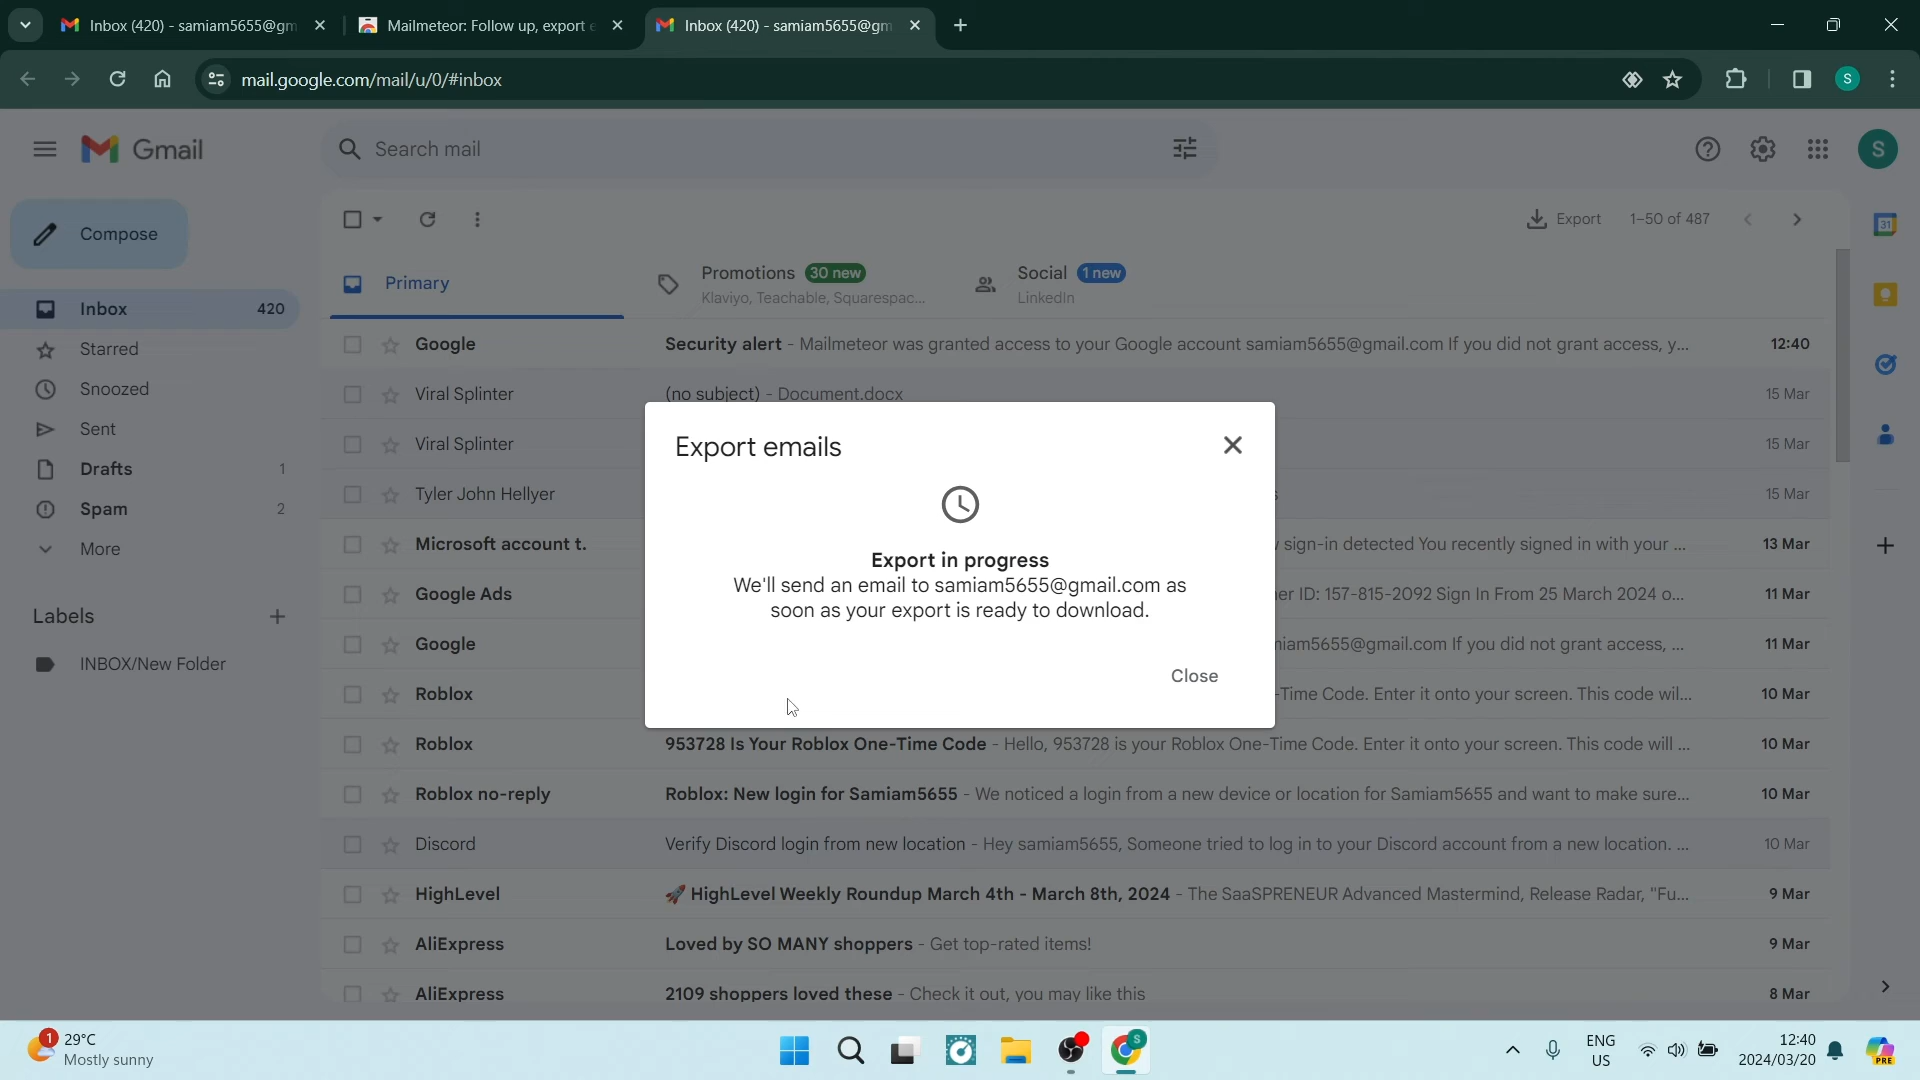 Inbox (420) - samiam5655@gm
Mailmeteor: Follow up, export e
Inbox (420) - samiam5655@gm
mail.google.com/mail/u/0/#inbox
S
Gmail
Search mail
S
Compose
Export
1–50 of 487
31
Primary
Promotions 30 new
Klaviyo, Teachable, Squarespac...
Social 1 new
LinkedIn
Inbox 420
Starred
Snoozed
Sent
Drafts 1
Spam 2
More
Labels
INBOX/New Folder
Google Security alert - Mailmeteor was granted access to your Google account samiam5655@gmail.com If you did not grant access, y... 12:40
Viral Splinter (no subject) - Document.docx 15 Mar
Viral Splinter 15 Mar
Tyler John Hellyer 15 Mar
Microsoft account t. sign-in detected You recently signed in with your ... 13 Mar
Google Ads er ID: 157-815-2092 Sign In From 25 March 2024 o... 11 Mar
Google niam5655@gmail.com If you did not grant access, ... 11 Mar
Roblox -Time Code. Enter it onto your screen. This code wil... 10 Mar
Export emails
Export in progress
We'll send an email to samiam5655@gmail.com as
soon as your export is ready to download.
Close
Roblox 953728 Is Your Roblox One-Time Code - Hello, 953728 is your Roblox One-Time Code. Enter it onto your screen. This code will ... 10 Mar
Roblox no-reply Roblox: New login for Samiam5655 - We noticed a login from a new device or location for Samiam5655 and want to make sure... 10 Mar
Discord Verify Discord login from new location - Hey samiam5655, Someone tried to log in to your Discord account from a new location. ... 10 Mar
HighLevel 🚀 HighLevel Weekly Roundup March 4th - March 8th, 2024 - The SaaSPRENEUR Advanced Mastermind, Release Radar, "Fu... 9 Mar
AliExpress Loved by SO MANY shoppers - Get top-rated items! 9 Mar
AliExpress 2109 shoppers loved these - Check it out, you may like this 8 Mar
1
29°C
Mostly sunny
S
ENG
US
12:40
2024/03/20
PRE